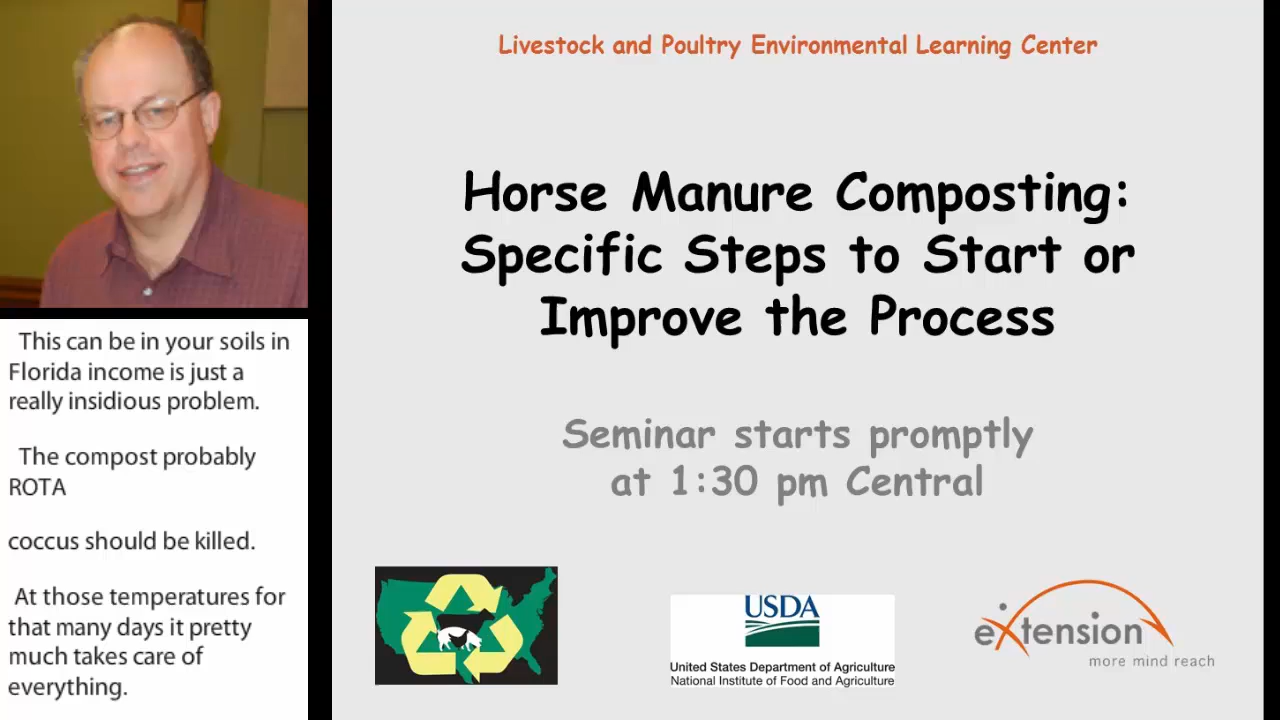 Livestock and Poultry Environmental Learning Center
Horse Manure Composting:
Specific Steps to Start or
Improve the Process
Seminar starts promptly
at 1:30 pm Central
USDA
United States Department of Agriculture
National Institute of Food and Agriculture
eXtension
more mind reach
This can be in your soils in
Florida income is just a
really insidious problem.
The compost probably
ROTA
coccus should be killed.
At those temperatures for
that many days it pretty
much takes care of
everything.